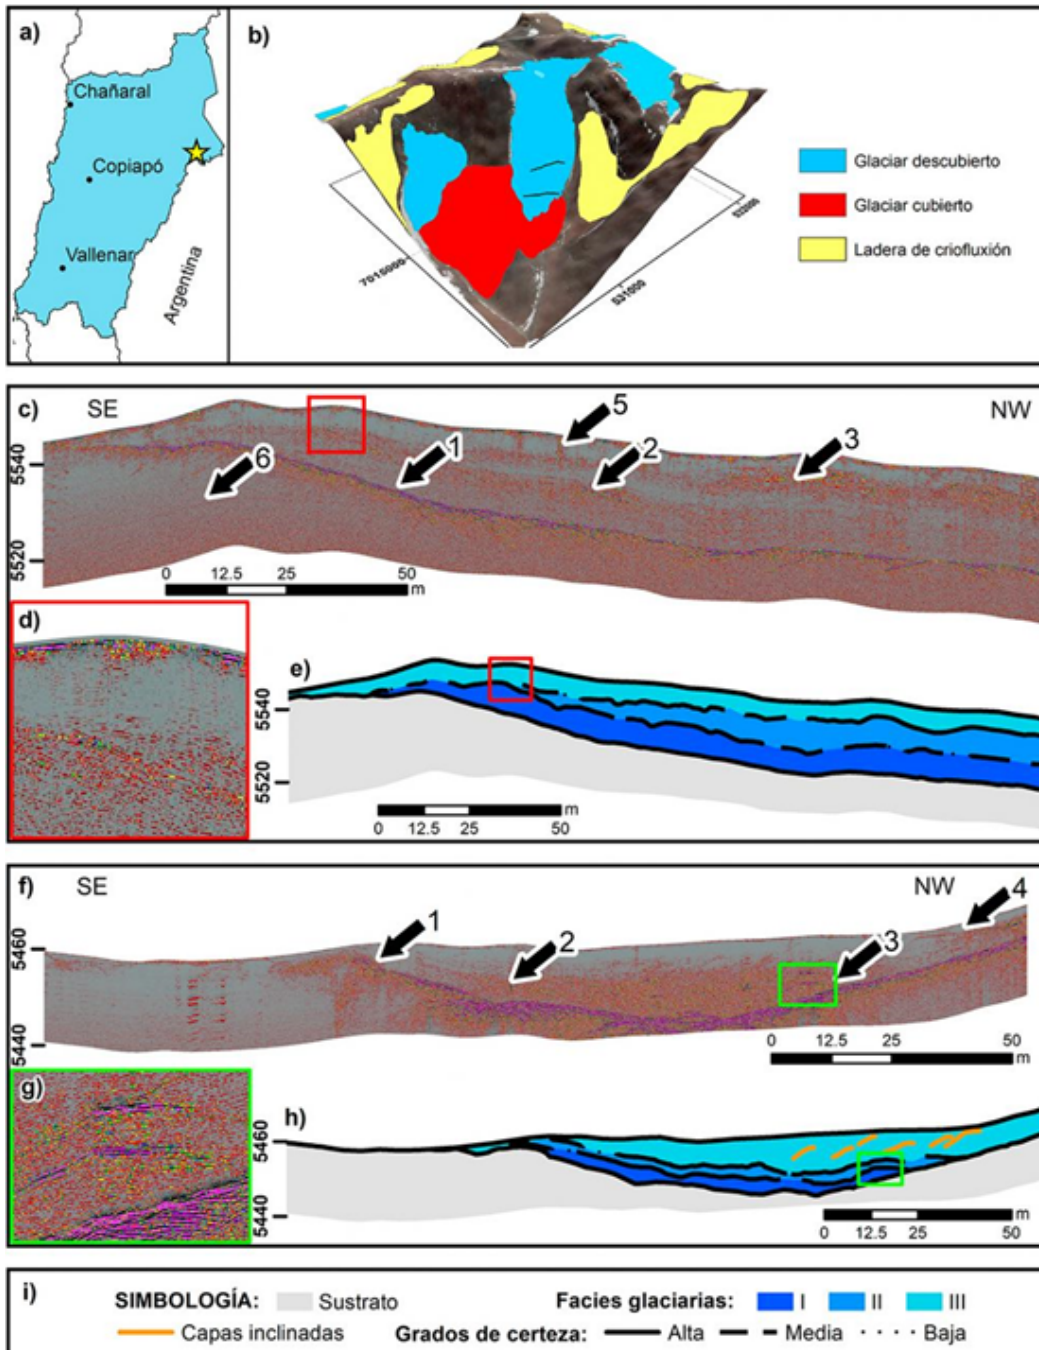 a)
Chañaral
Copiapó
Vallenar
Argentina
b)
Glaciar descubierto
Glaciar cubierto
Ladera de criofluxión
7015000
531000
532000
c)
SE
NW
5
1
2
3
6
5540
5520
0 12.5 25 50
m
d)
e)
5540
5520
0 12.5 25 50
m
f)
SE
NW
1
2
3
4
5460
5440
0 12.5 25 50
m
g)
h)
5460
5440
0 12.5 25 50
m
i)
SIMBOLOGÍA: Sustrato Facies glaciarias: I II III
Capas inclinadas Grados de certeza: Alta Media Baja